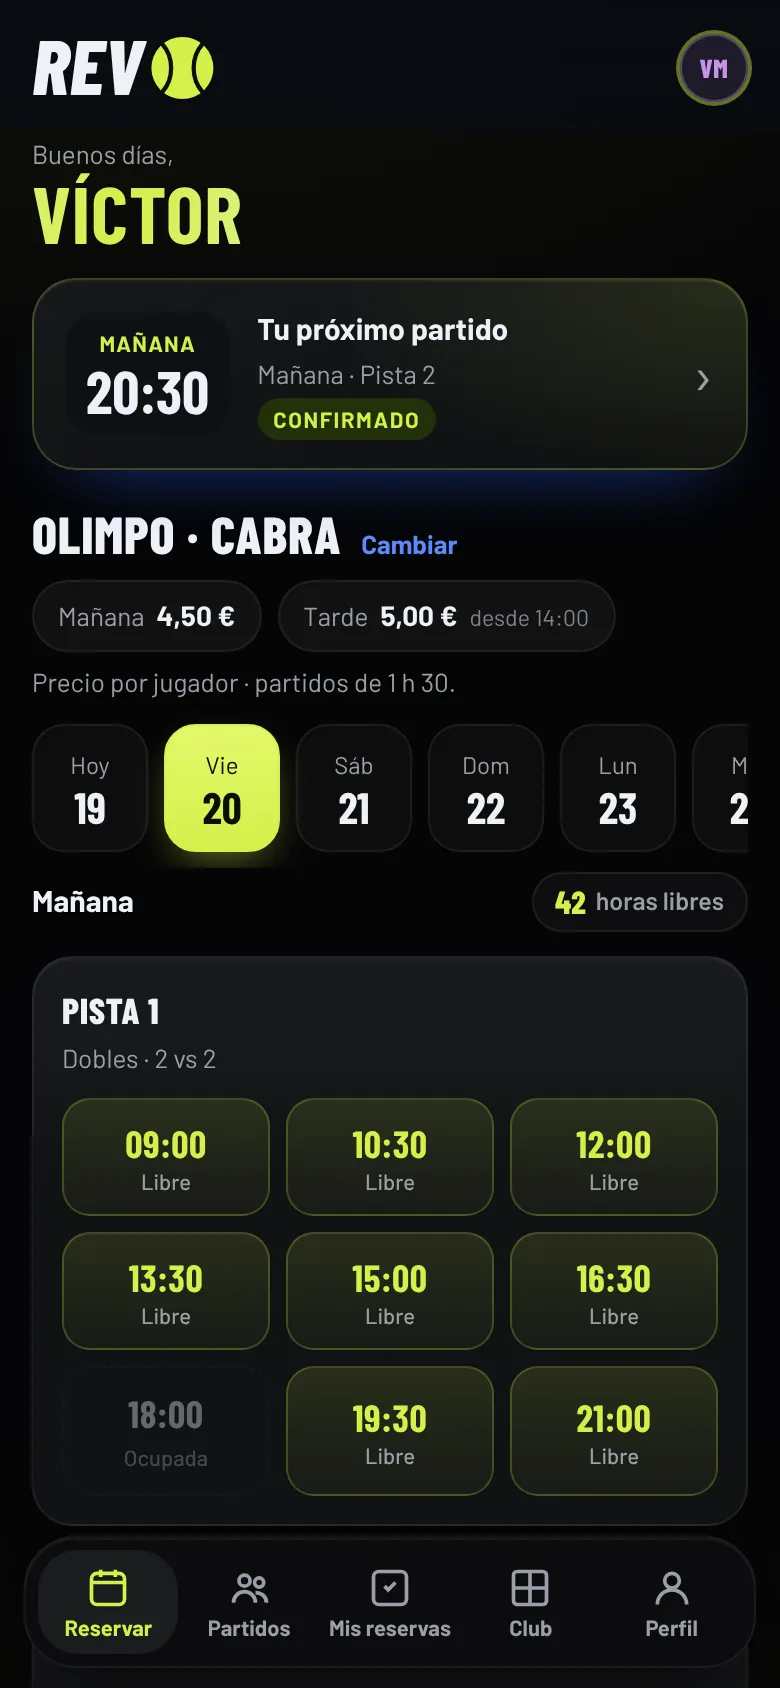 REV
VM
Buenos días,
VÍCTOR
MAÑANA
20:30
Tu próximo partido
Mañana · Pista 2
CONFIRMADO
OLIMPO · CABRA Cambiar
Mañana 4,50 €
Tarde 5,00 € desde 14:00
Precio por jugador · partidos de 1 h 30.
Hoy
19
Vie
20
Sáb
21
Dom
22
Lun
23
M
2
Mañana
42 horas libres
PISTA 1
Dobles · 2 vs 2
09:00
Libre
10:30
Libre
12:00
Libre
13:30
Libre
15:00
Libre
16:30
Libre
18:00
Ocupada
19:30
Libre
21:00
Libre
Reservar
Partidos
Mis reservas
Club
Perfil